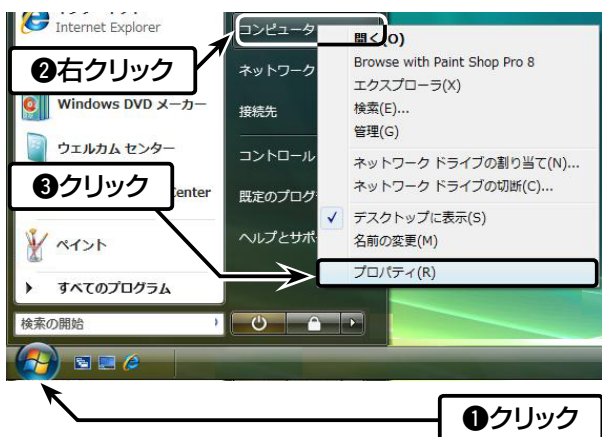 Internet Explorer
❷右クリック
Windows DVD メーカー
ウェルカム センター
❸クリック
Center
ペイント
すべてのプログラム
検索の開始
コンピュータ
ネットワーク
接続先
コントロール
既定のプログ
ヘルプとサポ
開く(O)
Browse with Paint Shop Pro 8
エクスプローラ(X)
検索(E)...
管理(G)
ネットワーク ドライブの割り当て(N)...
ネットワーク ドライブの切断(C)...
デスクトップに表示(S)
名前の変更(M)
プロパティ(R)
❶クリック